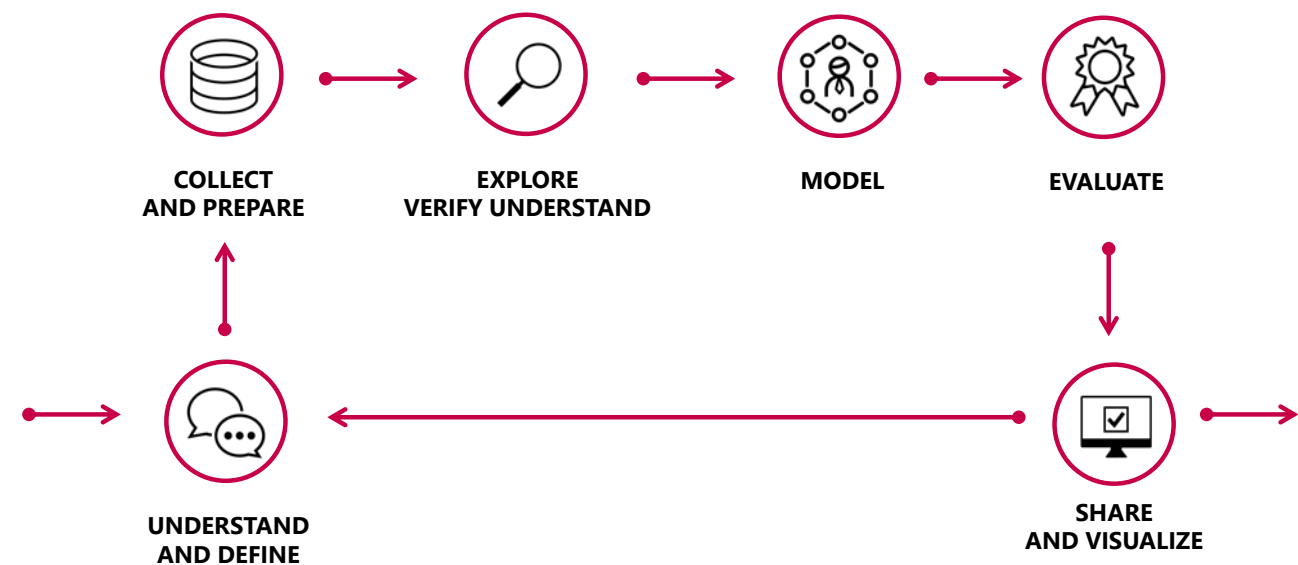 COLLECT
AND PREPARE
EXPLORE
VERIFY UNDERSTAND
MODEL
EVALUATE
UNDERSTAND
AND DEFINE
SHARE
AND VISUALIZE